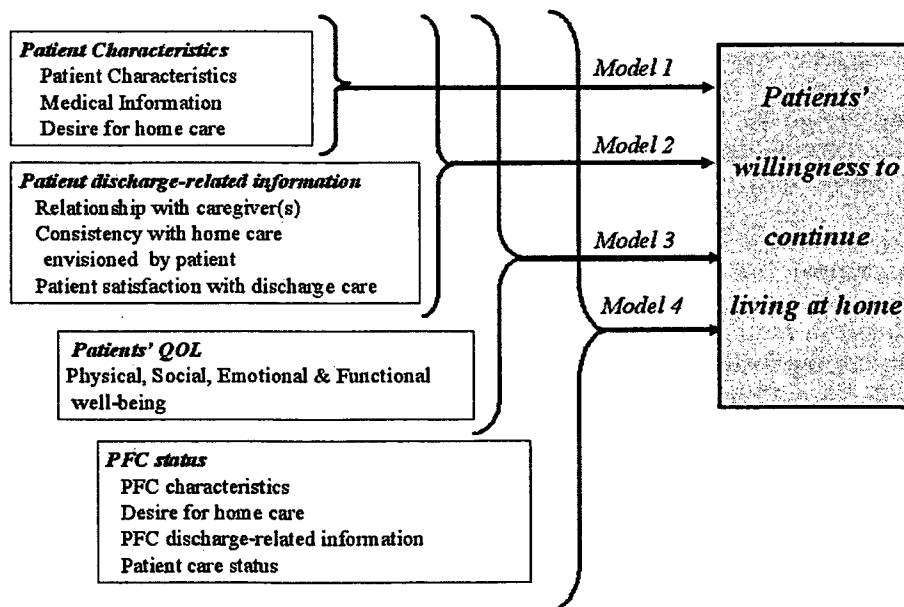 Patient Characteristics
Patient Characteristics
Medical Information
Desire for home care
Patient discharge-related information
Relationship with caregiver(s)
Consistency with home care
envisioned by patient
Patient satisfaction with discharge care
Patients' QOL
Physical, Social, Emotional & Functional
well-being
PFC status
PFC characteristics
Desire for home care
PFC discharge-related information
Patient care status
Model 1
Model 2
Model 3
Model 4
Patients'
willingness to
continue
living at home